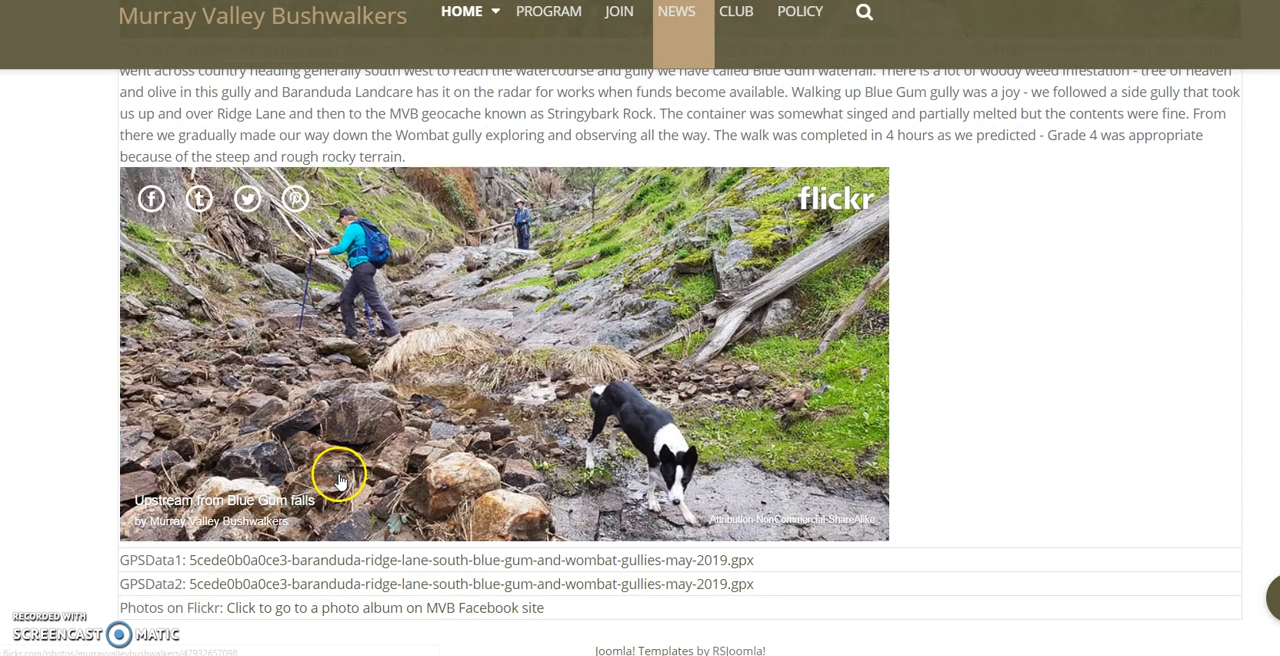 Murray Valley Bushwalkers
HOME PROGRAM JOIN NEWS CLUB POLICY
went across country heading generally south west to reach the watercourse and gully we have called Blue Gum waterfall. There is a lot of woody weed infestation - tree of heaven
and olive in this gully and Baranduda Landcare has it on the radar for works when funds become available. Walking up Blue Gum gully was a joy - we followed a side gully that took
us up and over Ridge Lane and then to the MVB geocache known as Stringybark Rock. The container was somewhat singed and partially melted but the contents were fine. From
there we gradually made our way down the Wombat gully exploring and observing all the way. The walk was completed in 4 hours as we predicted - Grade 4 was appropriate
because of the steep and rough rocky terrain.
flickr
Upstream from Blue Gum falls
by Murray Valley Bushwalkers
Attribution-NonCommercial-ShareAlike
GPSData1: 5cede0b0a0ce3-baranduda-ridge-lane-south-blue-gum-and-wombat-gullies-may-2019.gpx
GPSData2: 5cede0b0a0ce3-baranduda-ridge-lane-south-blue-gum-and-wombat-gullies-may-2019.gpx
Photos on Flickr: Click to go to a photo album on MVB Facebook site
RECORDED WITH
SCREENCAST MATIC
.flickr.com/photos/murrayvalleybushwalkers/47932657098
Joomla! Templates by RSJoomla!